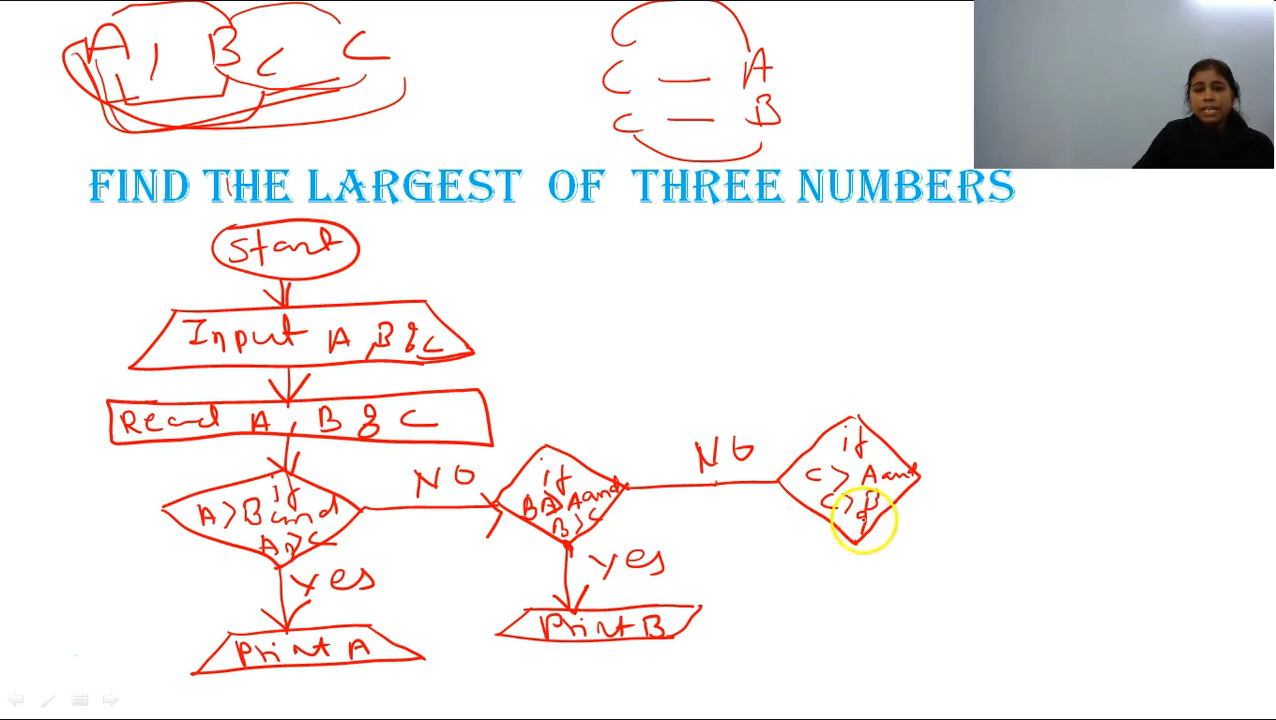 A , B C C
C — A
C — B
FIND THE LARGEST OF THREE NUMBERS
Start
Input A, B & C
Read A, B & C
if
A > B and
A > C
NO
if
B > A and
B > C
NO
if
C > A and
C > B
yes
yes
Print A
Print B